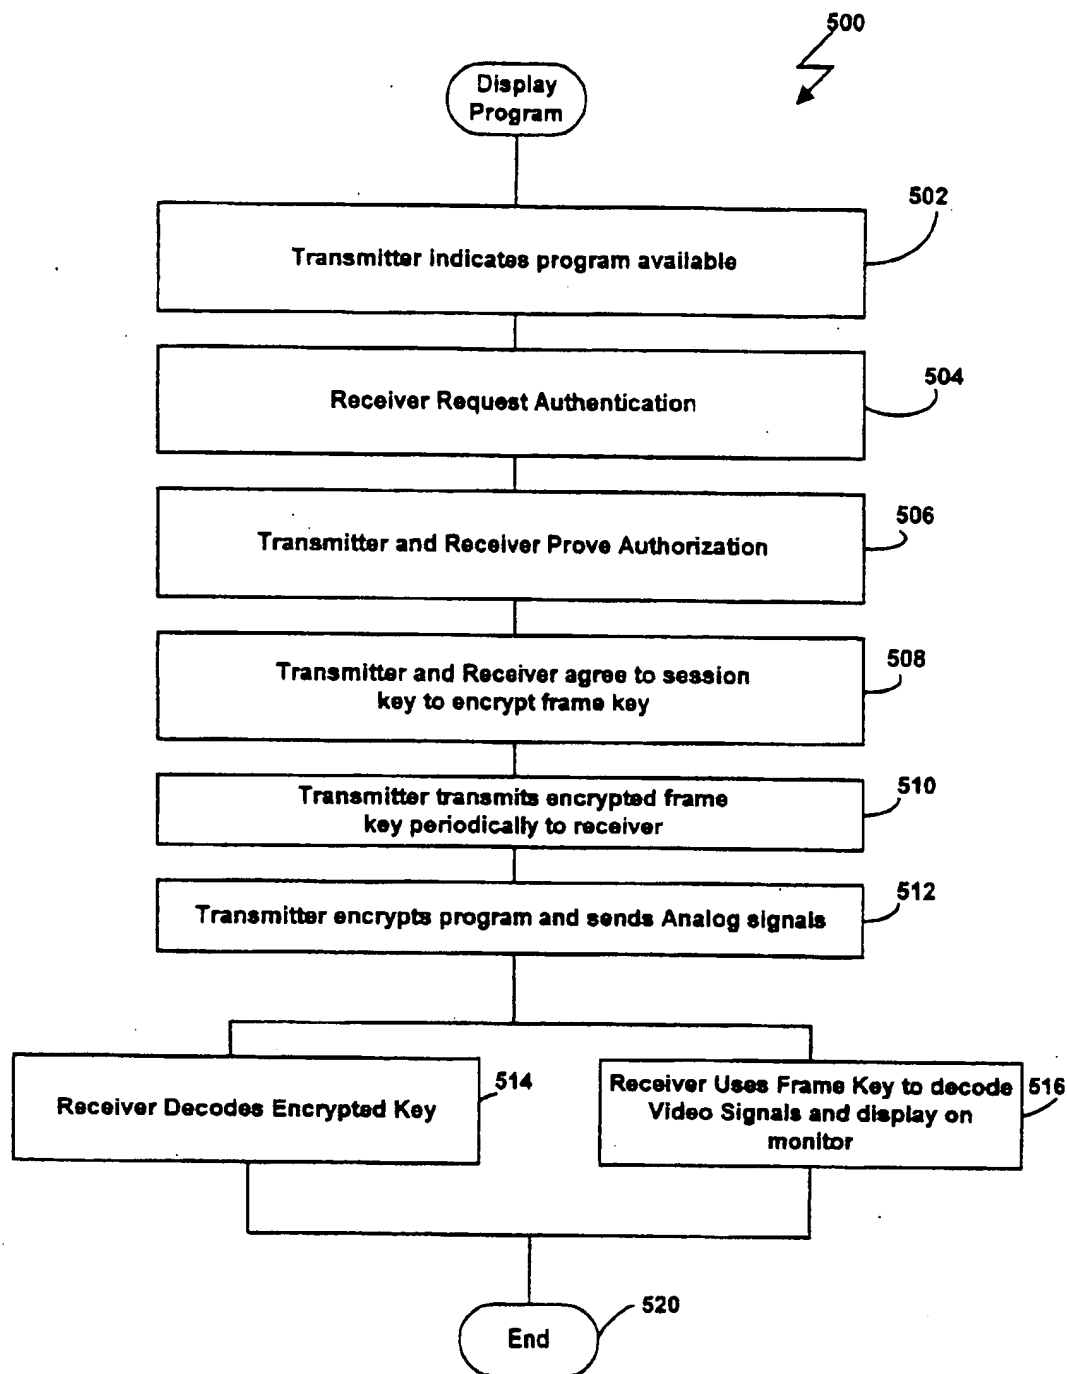 500
Display
Program
502
Transmitter indicates program available
504
Receiver Request Authentication
506
Transmitter and Receiver Prove Authorization
508
Transmitter and Receiver agree to session
key to encrypt frame key
510
Transmitter transmits encrypted frame
key periodically to receiver
512
Transmitter encrypts program and sends Analog signals
514
Receiver Decodes Encrypted Key
516
Receiver Uses Frame Key to decode
Video Signals and display on
monitor
520
End